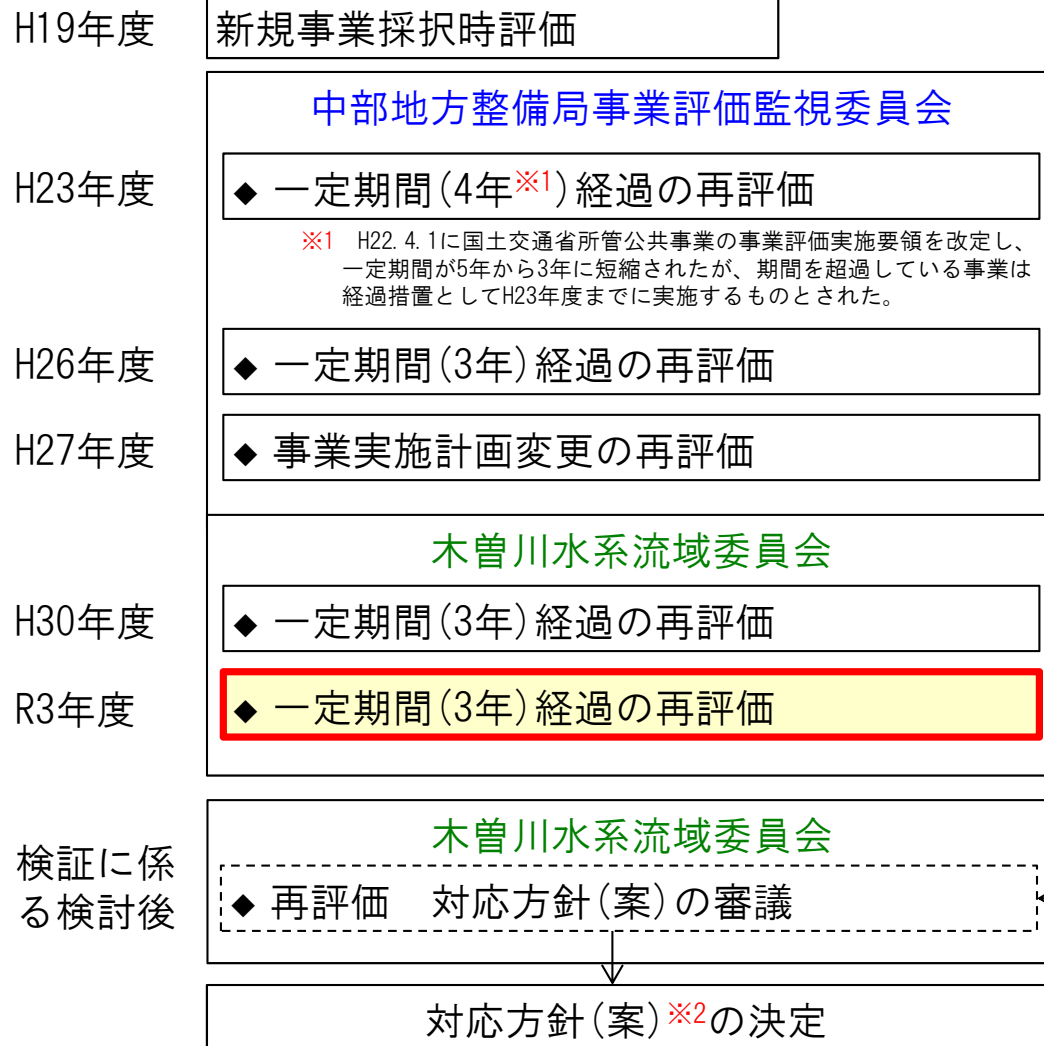 H19年度 新規事業採択時評価
中部地方整備局事業評価監視委員会
H23年度 ◆ 一定期間(4年※1)経過の再評価
※1 H22.4.1に国土交通省所管公共事業の事業評価実施要領を改定し、
一定期間が5年から3年に短縮されたが、期間を超過している事業は
経過措置としてH23年度までに実施するものとされた。
H26年度 ◆ 一定期間(3年)経過の再評価
H27年度 ◆ 事業実施計画変更の再評価
木曽川水系流域委員会
H30年度 ◆ 一定期間(3年)経過の再評価
R3年度 ◆ 一定期間(3年)経過の再評価
木曽川水系流域委員会
検証に係
る検討後
◆ 再評価 対応方針(案)の審議
対応方針(案)※2の決定